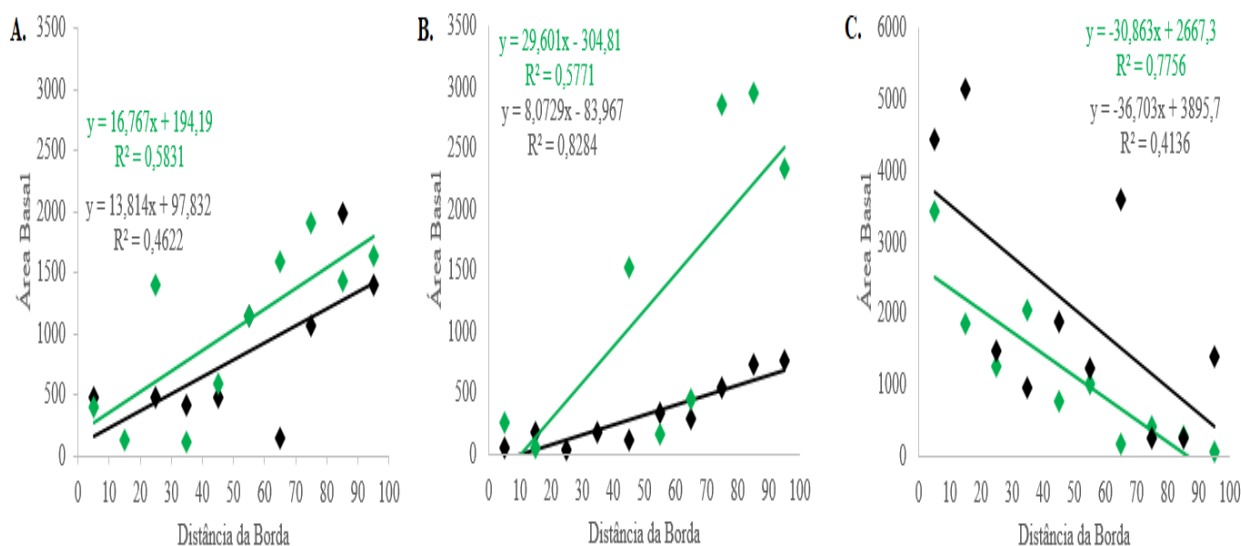 A.
Área Basal
3500
3000
2500
2000
1500
1000
500
0
y = 16,767x + 194,19
R² = 0,5831
y = 13,814x + 97,832
R² = 0,4622
0 10 20 30 40 50 60 70 80 90 100
Distância da Borda
B.
Área Basal
3500
3000
2500
2000
1500
1000
500
0
y = 29,601x - 304,81
R² = 0,5771
y = 8,0729x - 83,967
R² = 0,8284
0 10 20 30 40 50 60 70 80 90 100
Distância da Borda
C.
Área Basal
6000
5000
4000
3000
2000
1000
0
y = -30,863x + 2667,3
R² = 0,7756
y = -36,703x + 3895,7
R² = 0,4136
0 10 20 30 40 50 60 70 80 90 100
Distância da Borda